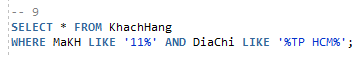 -- 9
SELECT * FROM KhachHang
WHERE MaKH LIKE '11%' AND DiaChi LIKE '%TP HCM%';